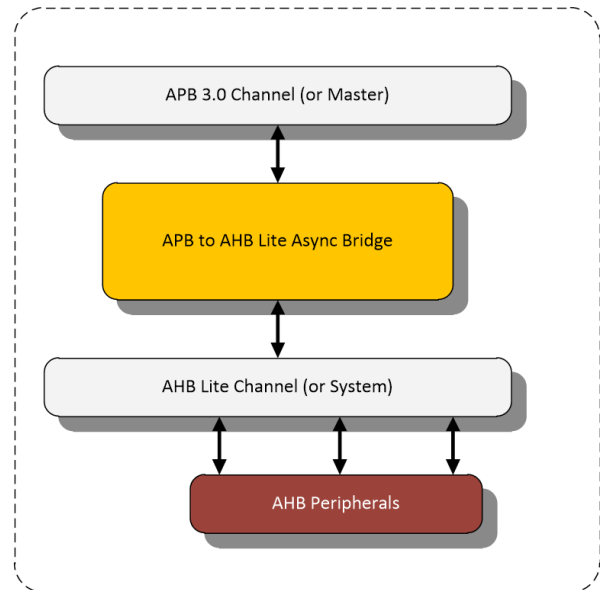 APB 3.0 Channel (or Master)
APB to AHB Lite Async Bridge
AHB Lite Channel (or System)
AHB Peripherals